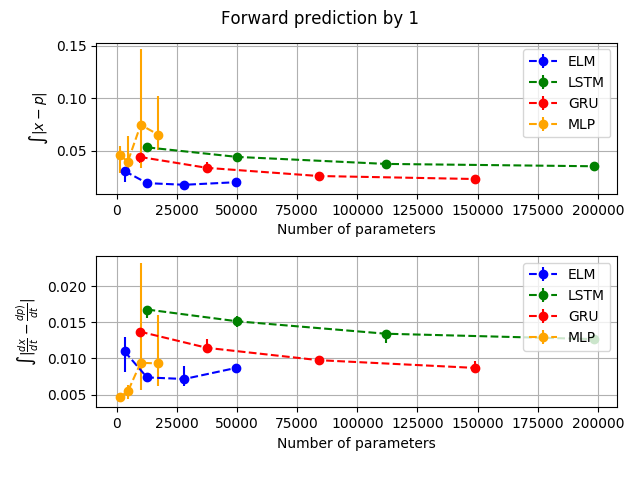 Forward prediction by 1
∫|x − p|
0.15
0.10
0.05
ELM
LSTM
GRU
MLP
0 25000 50000 75000 100000 125000 150000 175000 200000
Number of parameters
∫|dx/dt − dp)/dt|
0.020
0.015
0.010
0.005
ELM
LSTM
GRU
MLP
0 25000 50000 75000 100000 125000 150000 175000 200000
Number of parameters